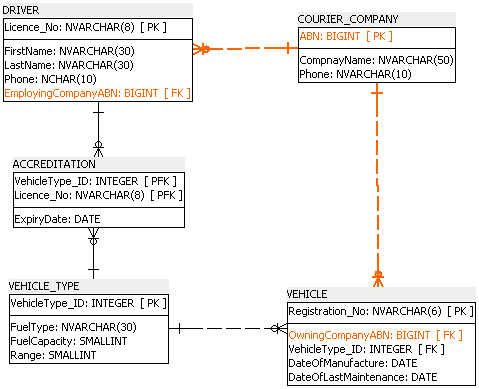 DRIVER
Licence_No: NVARCHAR(8) [ PK ]
FirstName: NVARCHAR(30)
LastName: NVARCHAR(30)
Phone: NCHAR(10)
EmployingCompanyABN: BIGINT [ FK ]
COURIER_COMPANY
ABN: BIGINT [ PK ]
CompnayName: NVARCHAR(50)
Phone: NVARCHAR(10)
ACCREDITATION
VehicleType_ID: INTEGER [ PFK ]
Licence_No: NVARCHAR(8) [ PFK ]
ExpiryDate: DATE
VEHICLE_TYPE
VehicleType_ID: INTEGER [ PK ]
FuelType: NVARCHAR(30)
FuelCapacity: SMALLINT
Range: SMALLINT
VEHICLE
Registration_No: NVARCHAR(6) [ PK ]
OwningCompanyABN: BIGINT [ FK ]
VehicleType_ID: INTEGER [ FK ]
DateOfManufacture: DATE
DateOfLastMaintenance: DATE